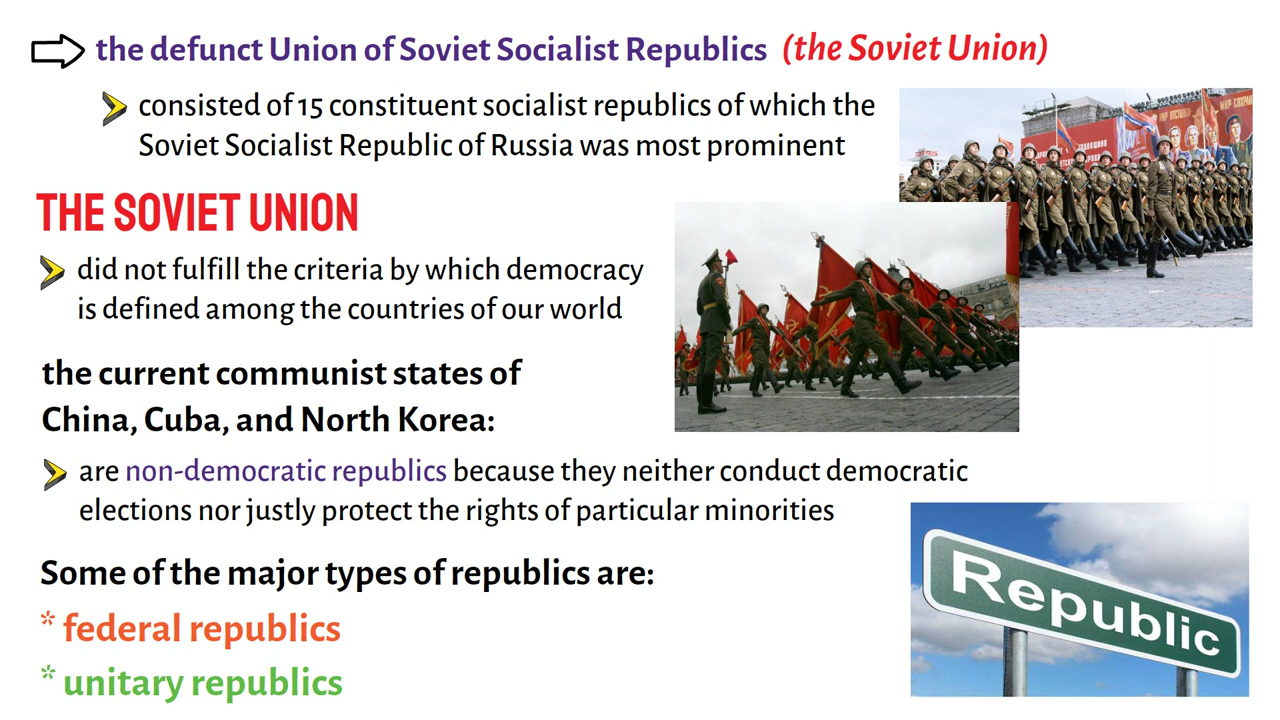 the defunct Union of Soviet Socialist Republics (the Soviet Union)
consisted of 15 constituent socialist republics of which the
Soviet Socialist Republic of Russia was most prominent
THE SOVIET UNION
did not fulfill the criteria by which democracy
is defined among the countries of our world
the current communist states of
China, Cuba, and North Korea:
are non-democratic republics because they neither conduct democratic
elections nor justly protect the rights of particular minorities
Some of the major types of republics are:
* federal republics
* unitary republics
Republic